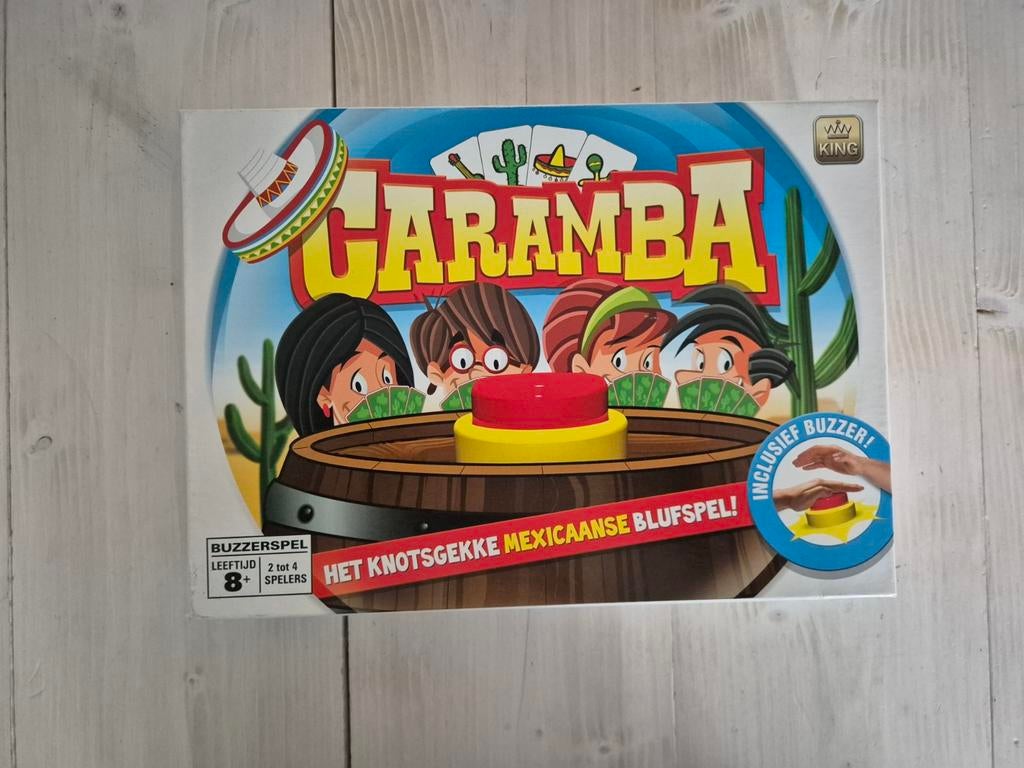 KING
CARAMBA
INCLUSIEF BUZZER!
HET KNOTSGEKKE MEXICAANSE BLUFSPEL!
BUZZERSPEL
LEEFTIJD
8+
2 tot 4
SPELERS